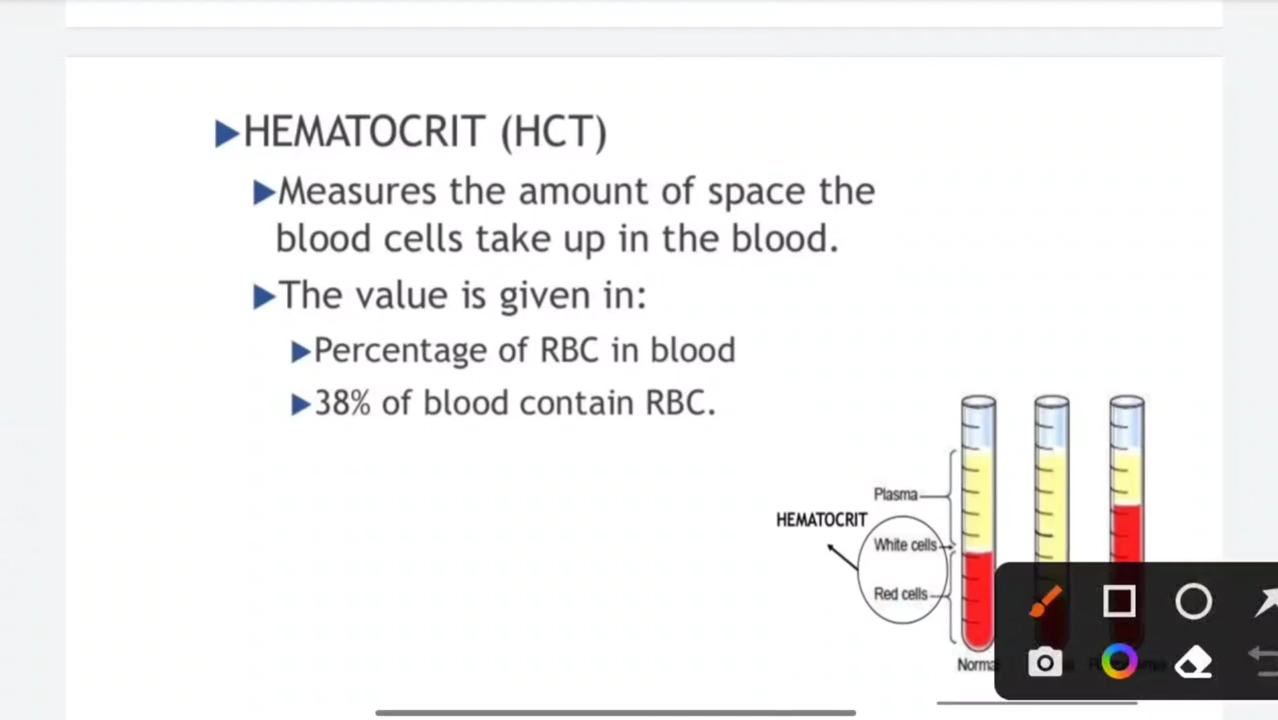 HEMATOCRIT (HCT)
Measures the amount of space the
blood cells take up in the blood.
The value is given in:
Percentage of RBC in blood
38% of blood contain RBC.
Plasma
HEMATOCRIT
White cells
Red cells